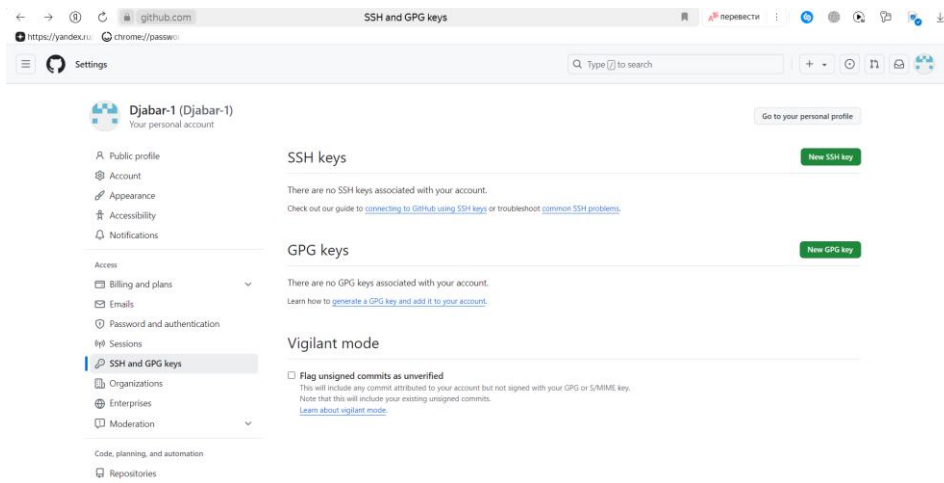 github.com
SSH and GPG keys
перевести
https://yandex.ru
chrome://passwo
Settings
Type / to search
Djabar-1 (Djabar-1)
Your personal account
Go to your personal profile
Public profile
Account
Appearance
Accessibility
Notifications
Access
Billing and plans
Emails
Password and authentication
Sessions
SSH and GPG keys
Organizations
Enterprises
Moderation
Code, planning, and automation
Repositories
SSH keys
New SSH key
There are no SSH keys associated with your account.
Check out our guide to connecting to GitHub using SSH keys or troubleshoot common SSH problems.
GPG keys
New GPG key
There are no GPG keys associated with your account.
Learn how to generate a GPG key and add it to your account.
Vigilant mode
Flag unsigned commits as unverified
This will include any commit attributed to your account but not signed with your GPG or S/MIME key.
Note that this will include your existing unsigned commits.
Learn about vigilant mode.